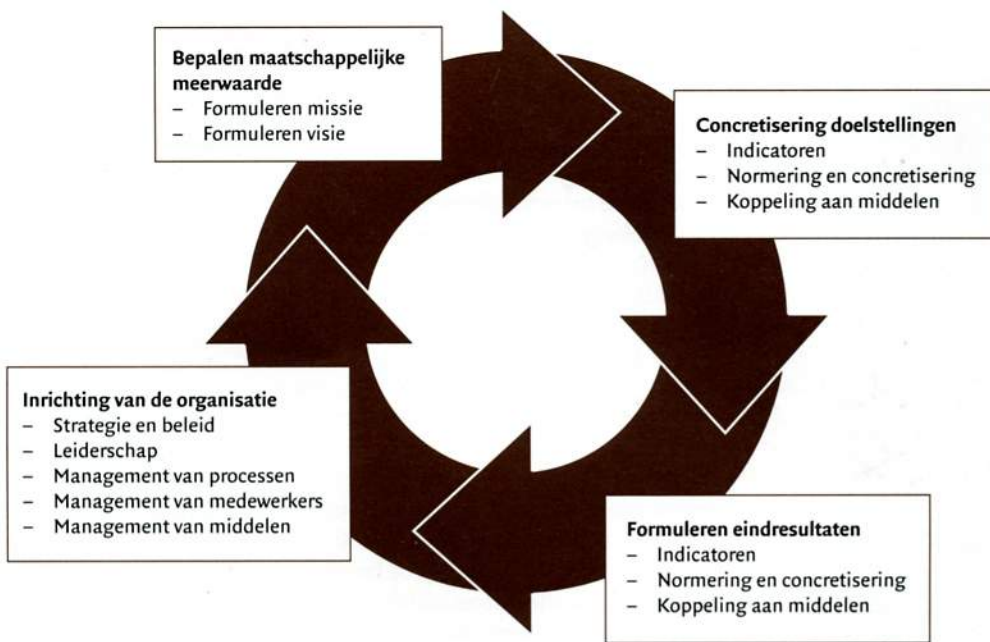 Bepalen maatschappelijke
meerwaarde
– Formuleren missie
– Formuleren visie
Concretisering doelstellingen
– Indicatoren
– Normering en concretisering
– Koppeling aan middelen
Formuleren eindresultaten
– Indicatoren
– Normering en concretisering
– Koppeling aan middelen
Inrichting van de organisatie
– Strategie en beleid
– Leiderschap
– Management van processen
– Management van medewerkers
– Management van middelen